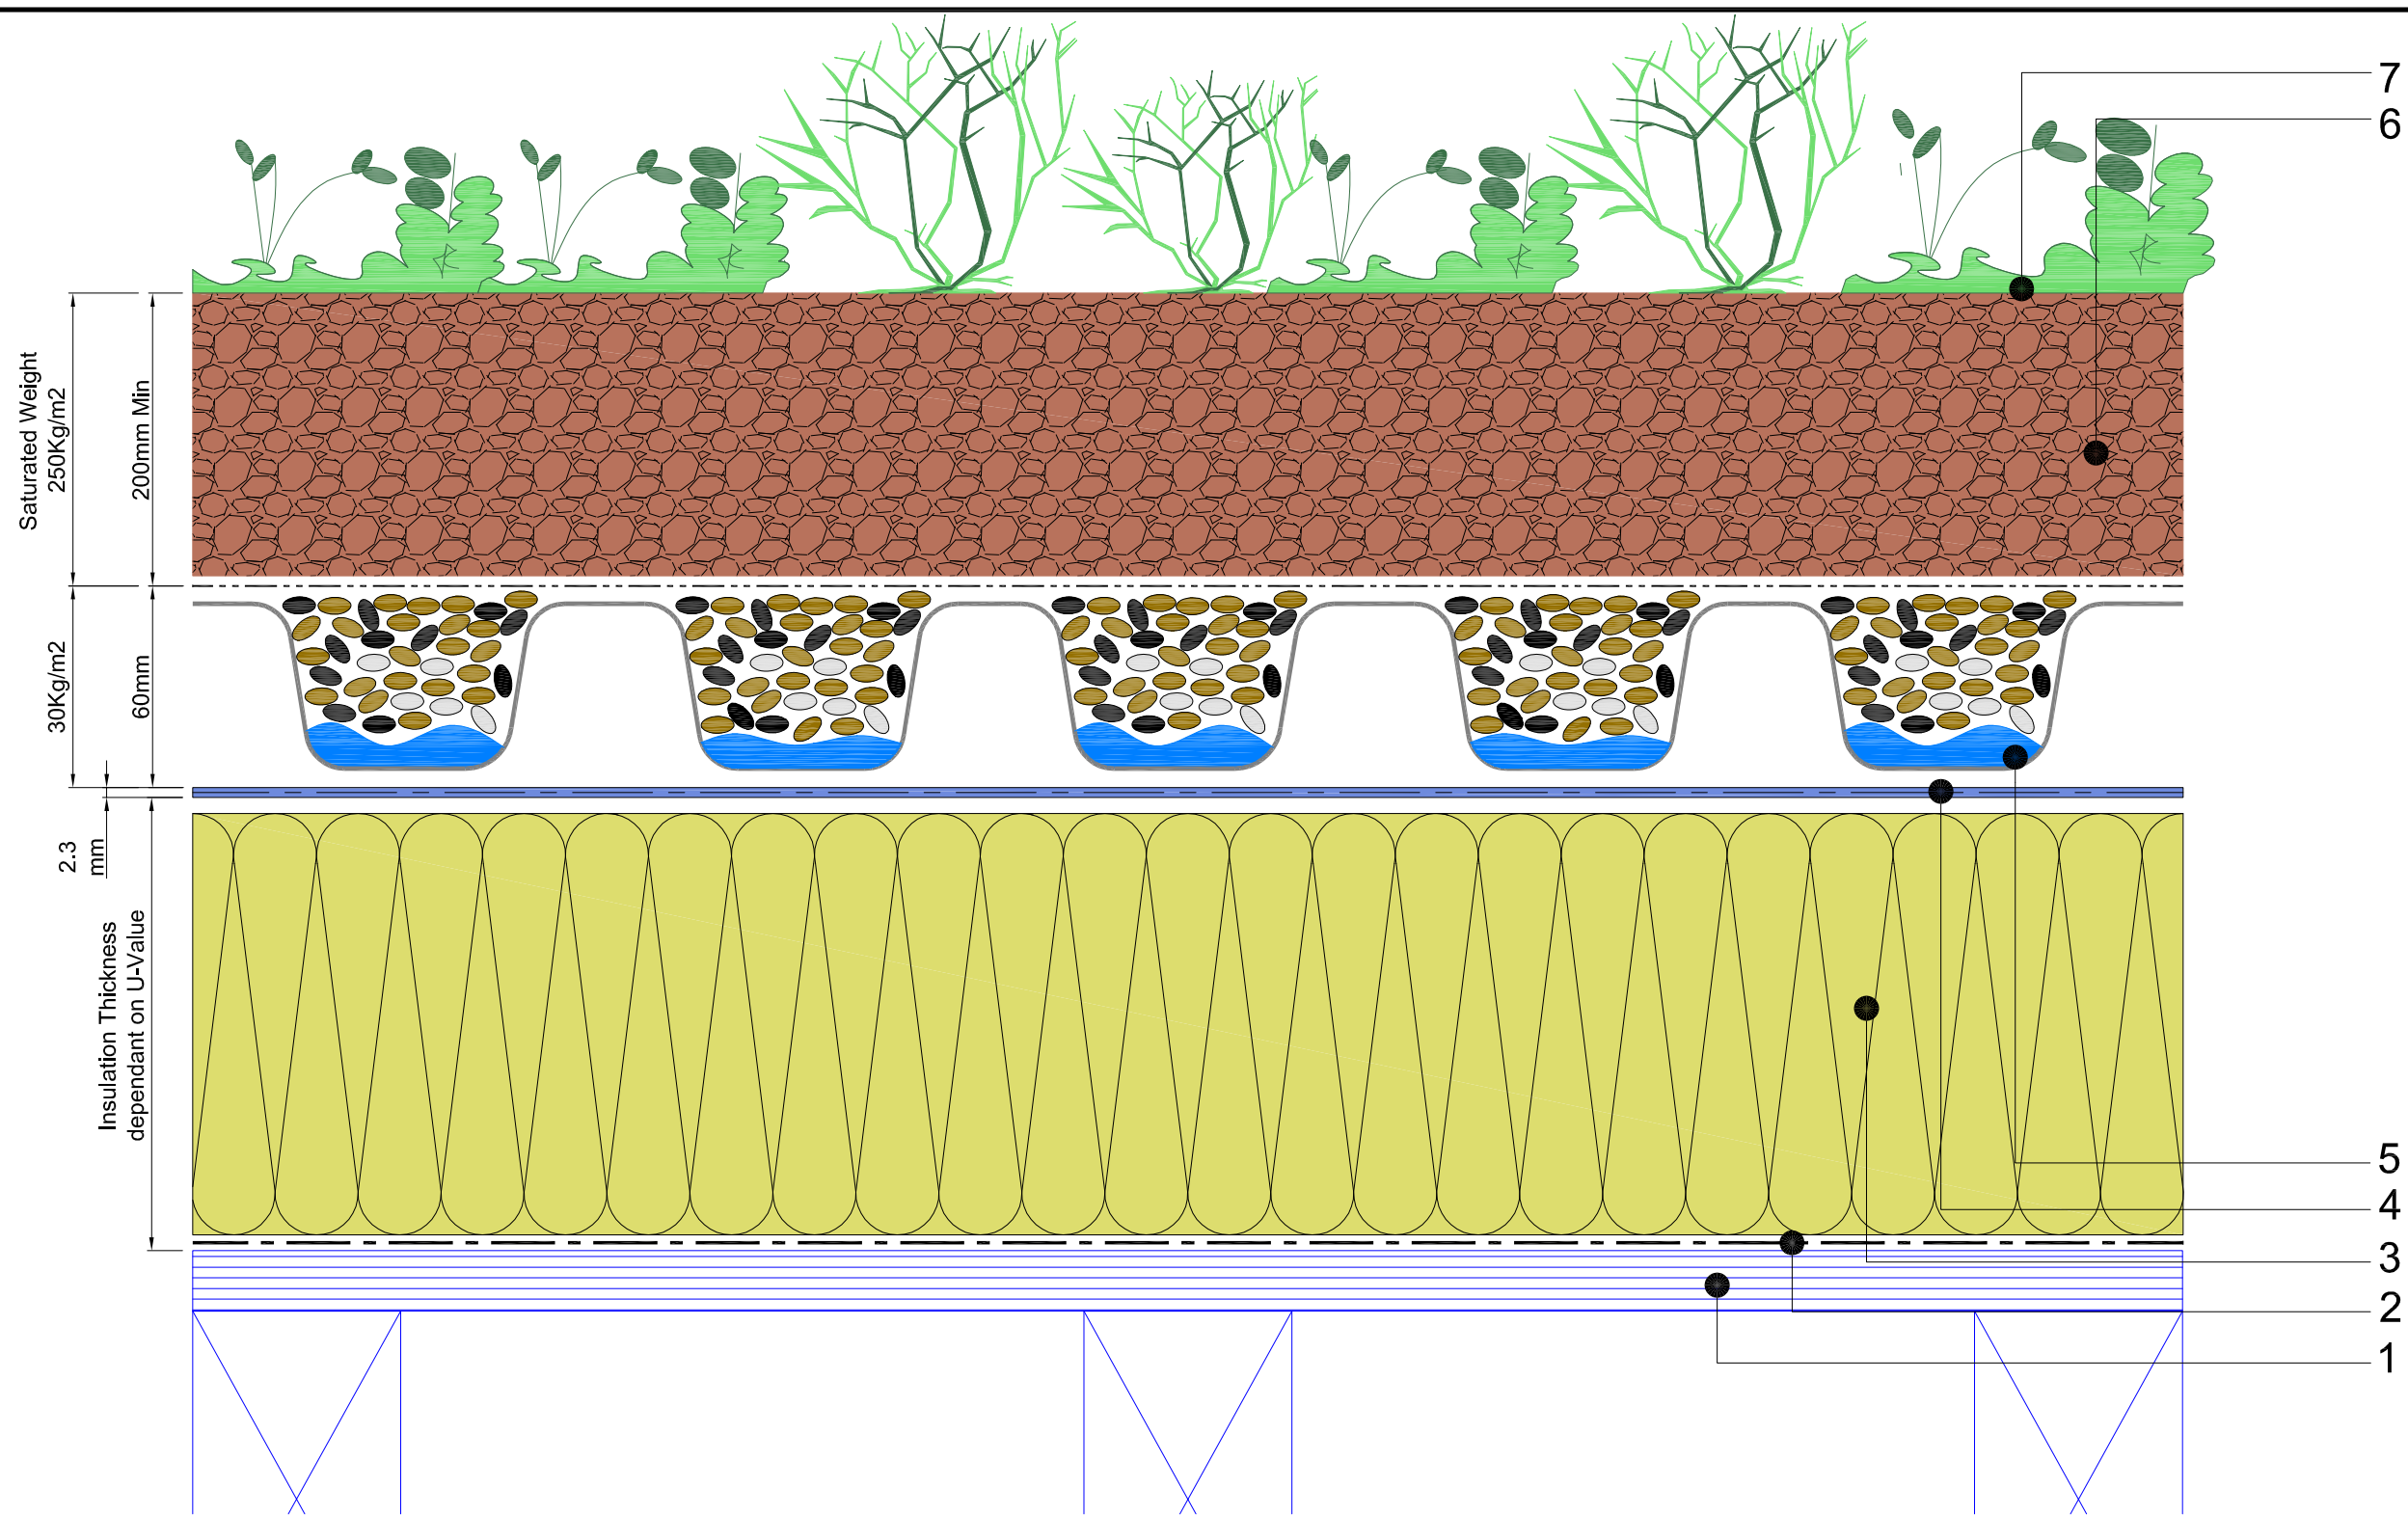 7
6
Saturated Weight
250Kg/m2
200mm Min
30Kg/m2
60mm
2.3
mm
Insulation Thickness
dependant on U-Value
5
4
3
2
1